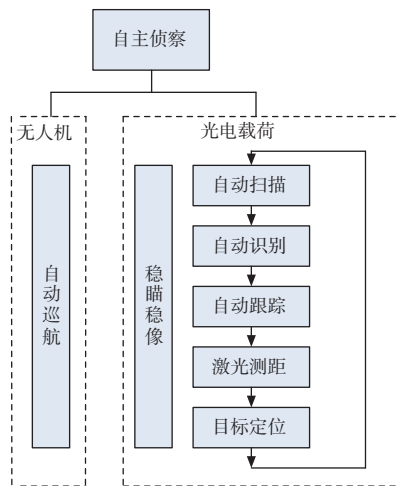 自主侦察
无人机
光电载荷
自动巡航
稳瞄稳像
自动扫描
自动识别
自动跟踪
激光测距
目标定位